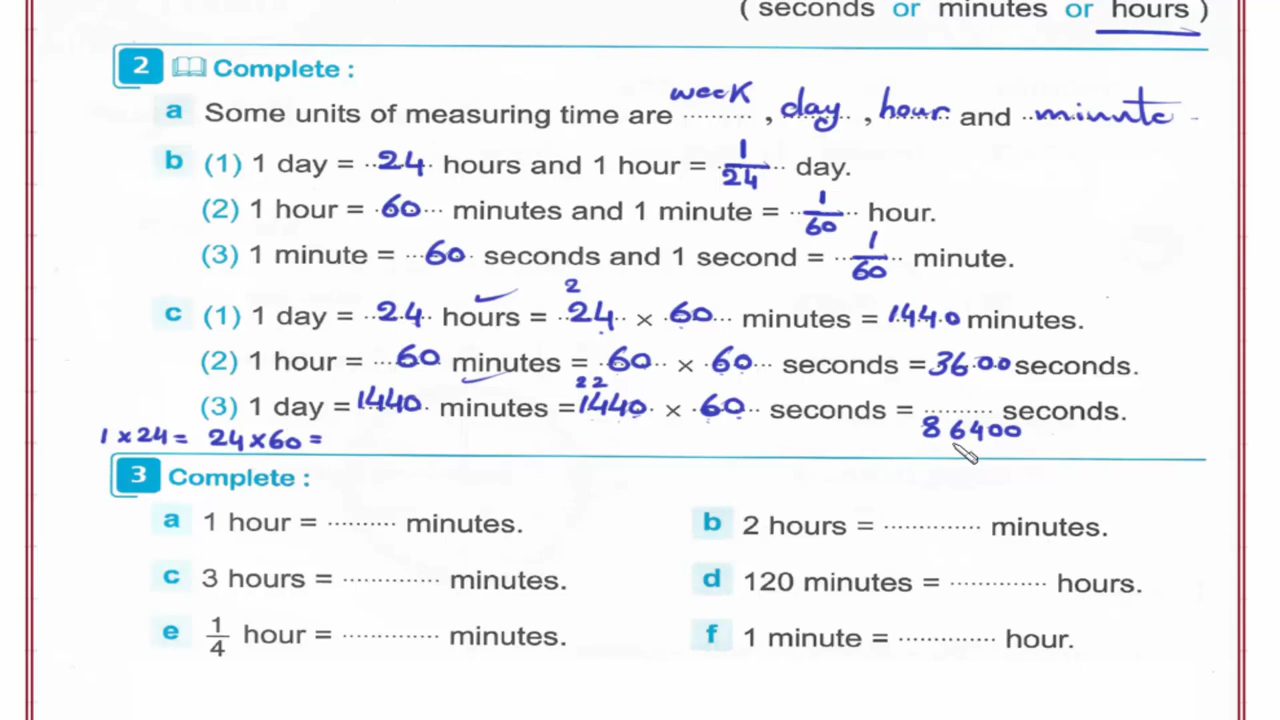 ( seconds or minutes or hours )
2 Complete :
a Some units of measuring time are week , day , hour and minute
b (1) 1 day = 24 hours and 1 hour = 1/24 day.
(2) 1 hour = 60 minutes and 1 minute = 1/60 hour.
(3) 1 minute = 60 seconds and 1 second = 1/60 minute.
2
c (1) 1 day = 24 hours = 24 × 60 minutes = 1440 minutes.
(2) 1 hour = 60 minutes = 60 × 60 seconds = 3600 seconds.
2 2
(3) 1 day = 1440 minutes = 1440 × 60 seconds = .......... seconds.
86400
1 × 24 = 24 × 60 =
3 Complete :
a 1 hour = .......... minutes.
b 2 hours = .............. minutes.
c 3 hours = .............. minutes.
d 120 minutes = .............. hours.
e 1/4 hour = .............. minutes.
f 1 minute = .............. hour.